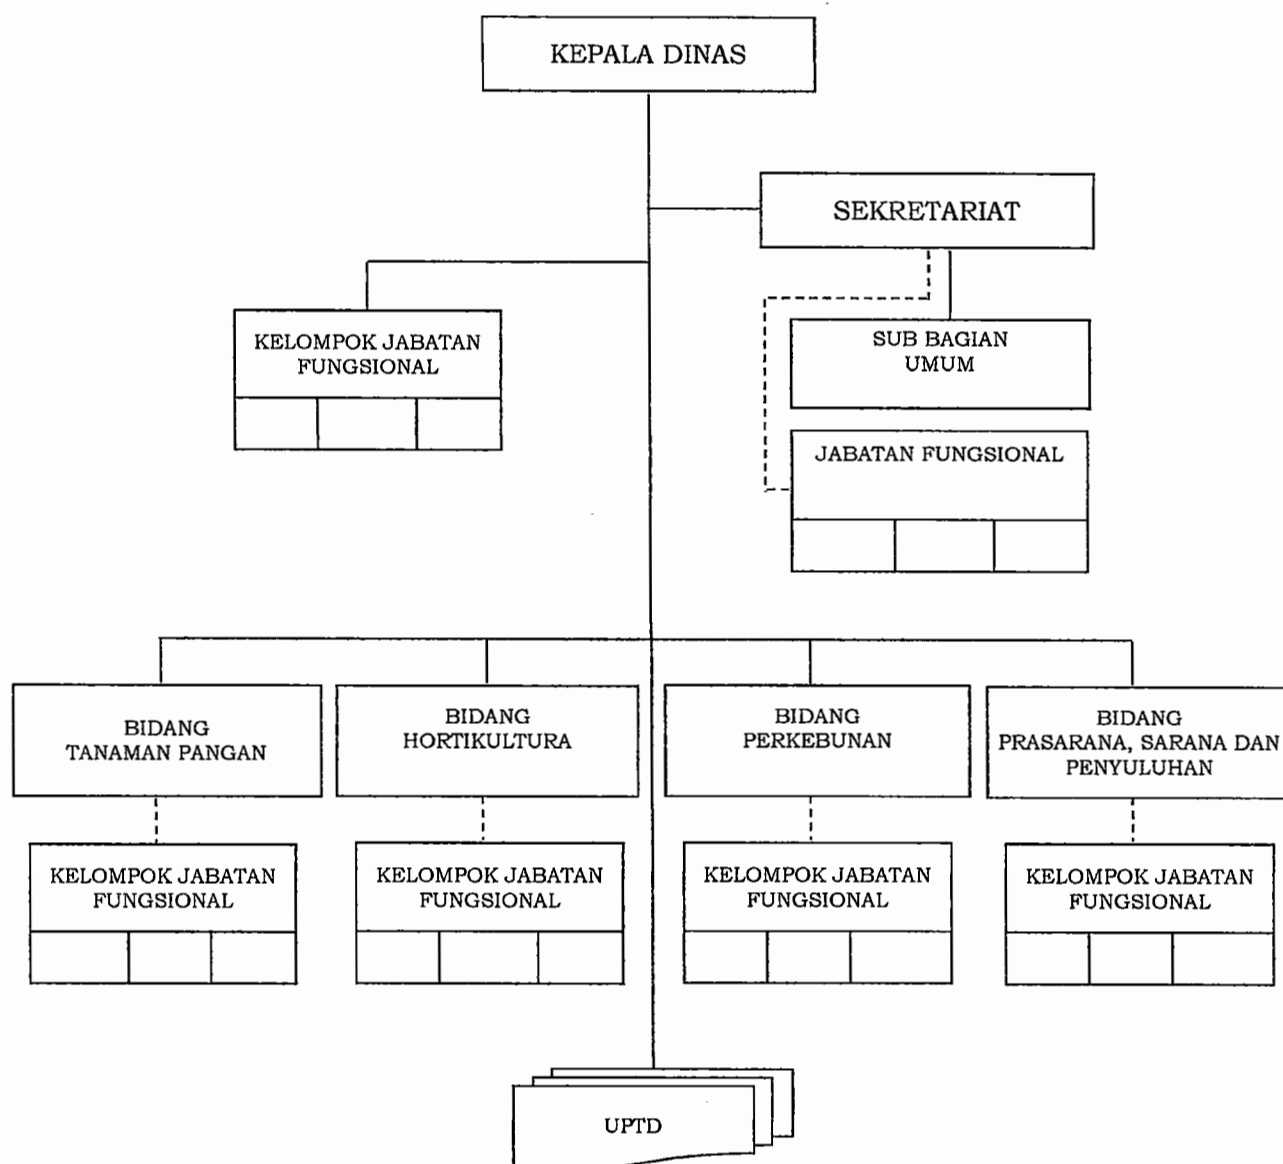 KEPALA DINAS
SEKRETARIAT
KELOMPOK JABATAN
FUNGSIONAL
SUB BAGIAN
UMUM
JABATAN FUNGSIONAL
BIDANG
TANAMAN PANGAN
BIDANG
HORTIKULTURA
BIDANG
PERKEBUNAN
BIDANG
PRASARANA, SARANA DAN
PENYULUHAN
KELOMPOK JABATAN
FUNGSIONAL
KELOMPOK JABATAN
FUNGSIONAL
KELOMPOK JABATAN
FUNGSIONAL
KELOMPOK JABATAN
FUNGSIONAL
UPTD